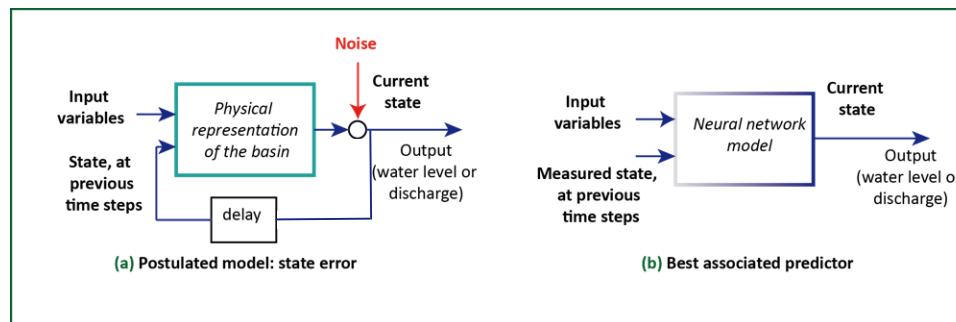 Noise
Input
variables
Physical
representation
of the basin
Current
state
State, at
previous
time steps
Output
(water level or
discharge)
delay
(a) Postulated model: state error
Input
variables
Neural network
model
Current
state
Measured state,
at previous
time steps
Output
(water level or
discharge)
(b) Best associated predictor